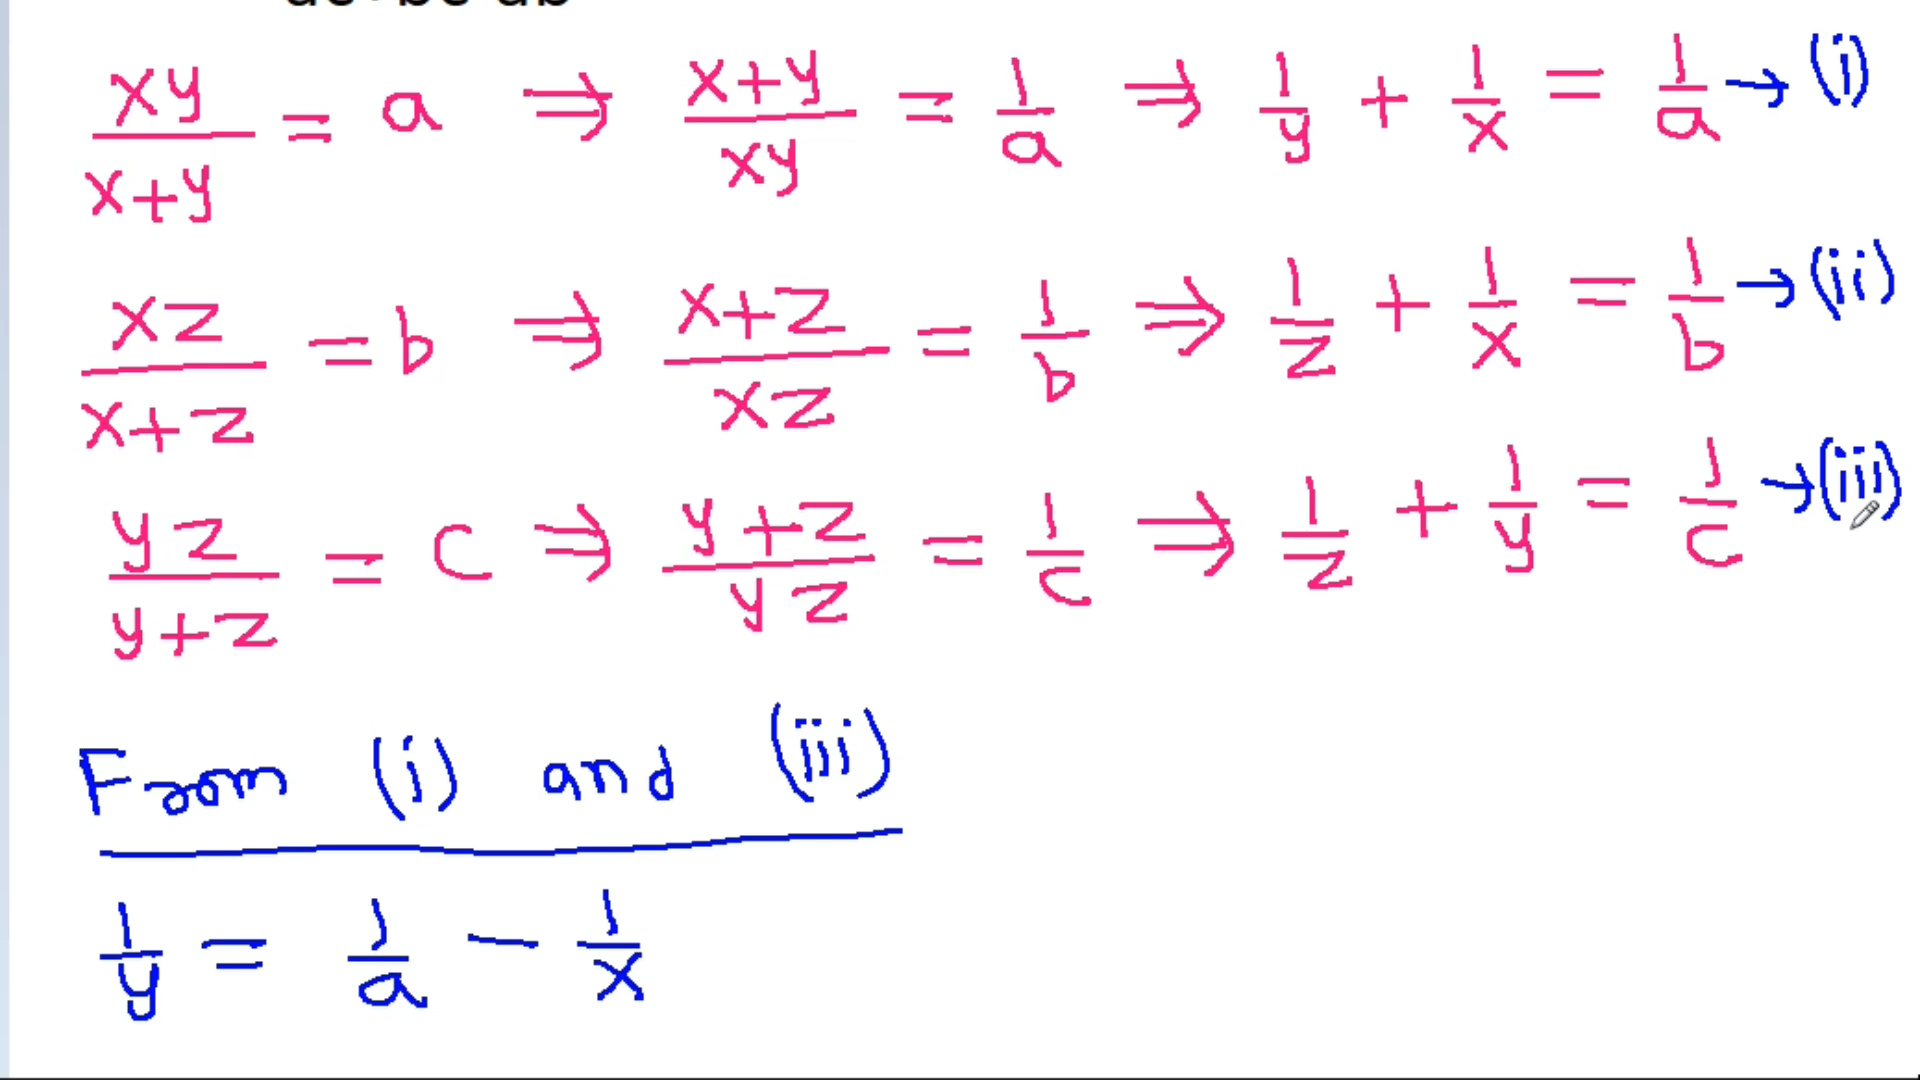 xy/(x+y) = a ⇒ (x+y)/xy = 1/a ⇒ 1/y + 1/x = 1/a → (i)
xz/(x+z) = b ⇒ (x+z)/xz = 1/b ⇒ 1/z + 1/x = 1/b → (ii)
yz/(y+z) = c ⇒ (y+z)/yz = 1/c ⇒ 1/z + 1/y = 1/c → (iii)
From (i) and (iii)
1/y = 1/a − 1/x